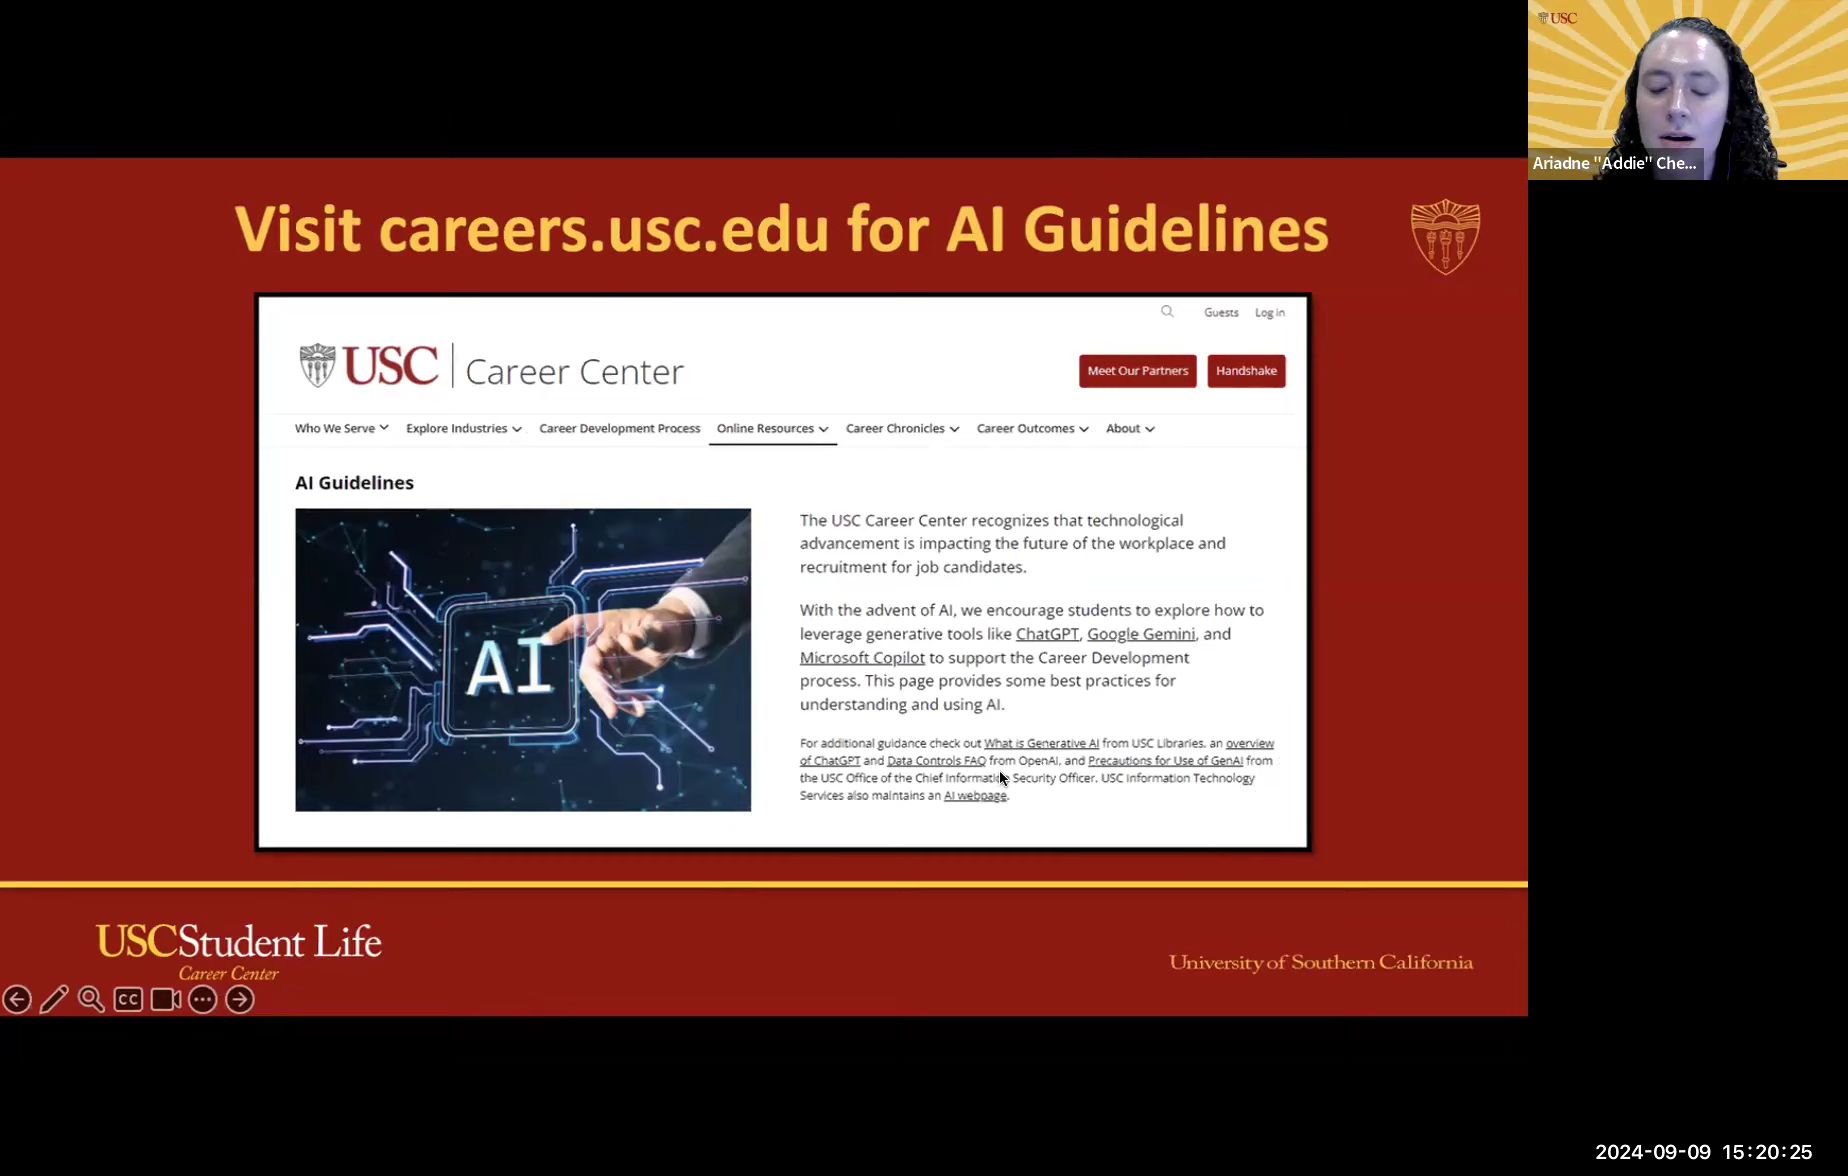 USC
Ariadne "Addie" Che...
Visit careers.usc.edu for AI Guidelines
Guests Log in
USC Career Center
Meet Our Partners Handshake
Who We Serve Explore Industries Career Development Process Online Resources Career Chronicles Career Outcomes About
AI Guidelines
AI
The USC Career Center recognizes that technological
advancement is impacting the future of the workplace and
recruitment for job candidates.
With the advent of AI, we encourage students to explore how to
leverage generative tools like ChatGPT, Google Gemini, and
Microsoft Copilot to support the Career Development
process. This page provides some best practices for
understanding and using AI.
For additional guidance check out What is Generative AI from USC Libraries, an overview
of ChatGPT and Data Controls FAQ from OpenAI, and Precautions for Use of GenAI from
the USC Office of the Chief Information Security Officer. USC Information Technology
Services also maintains an AI webpage.
USC Student Life
Career Center
University of Southern California
CC
2024-09-09 15:20:25